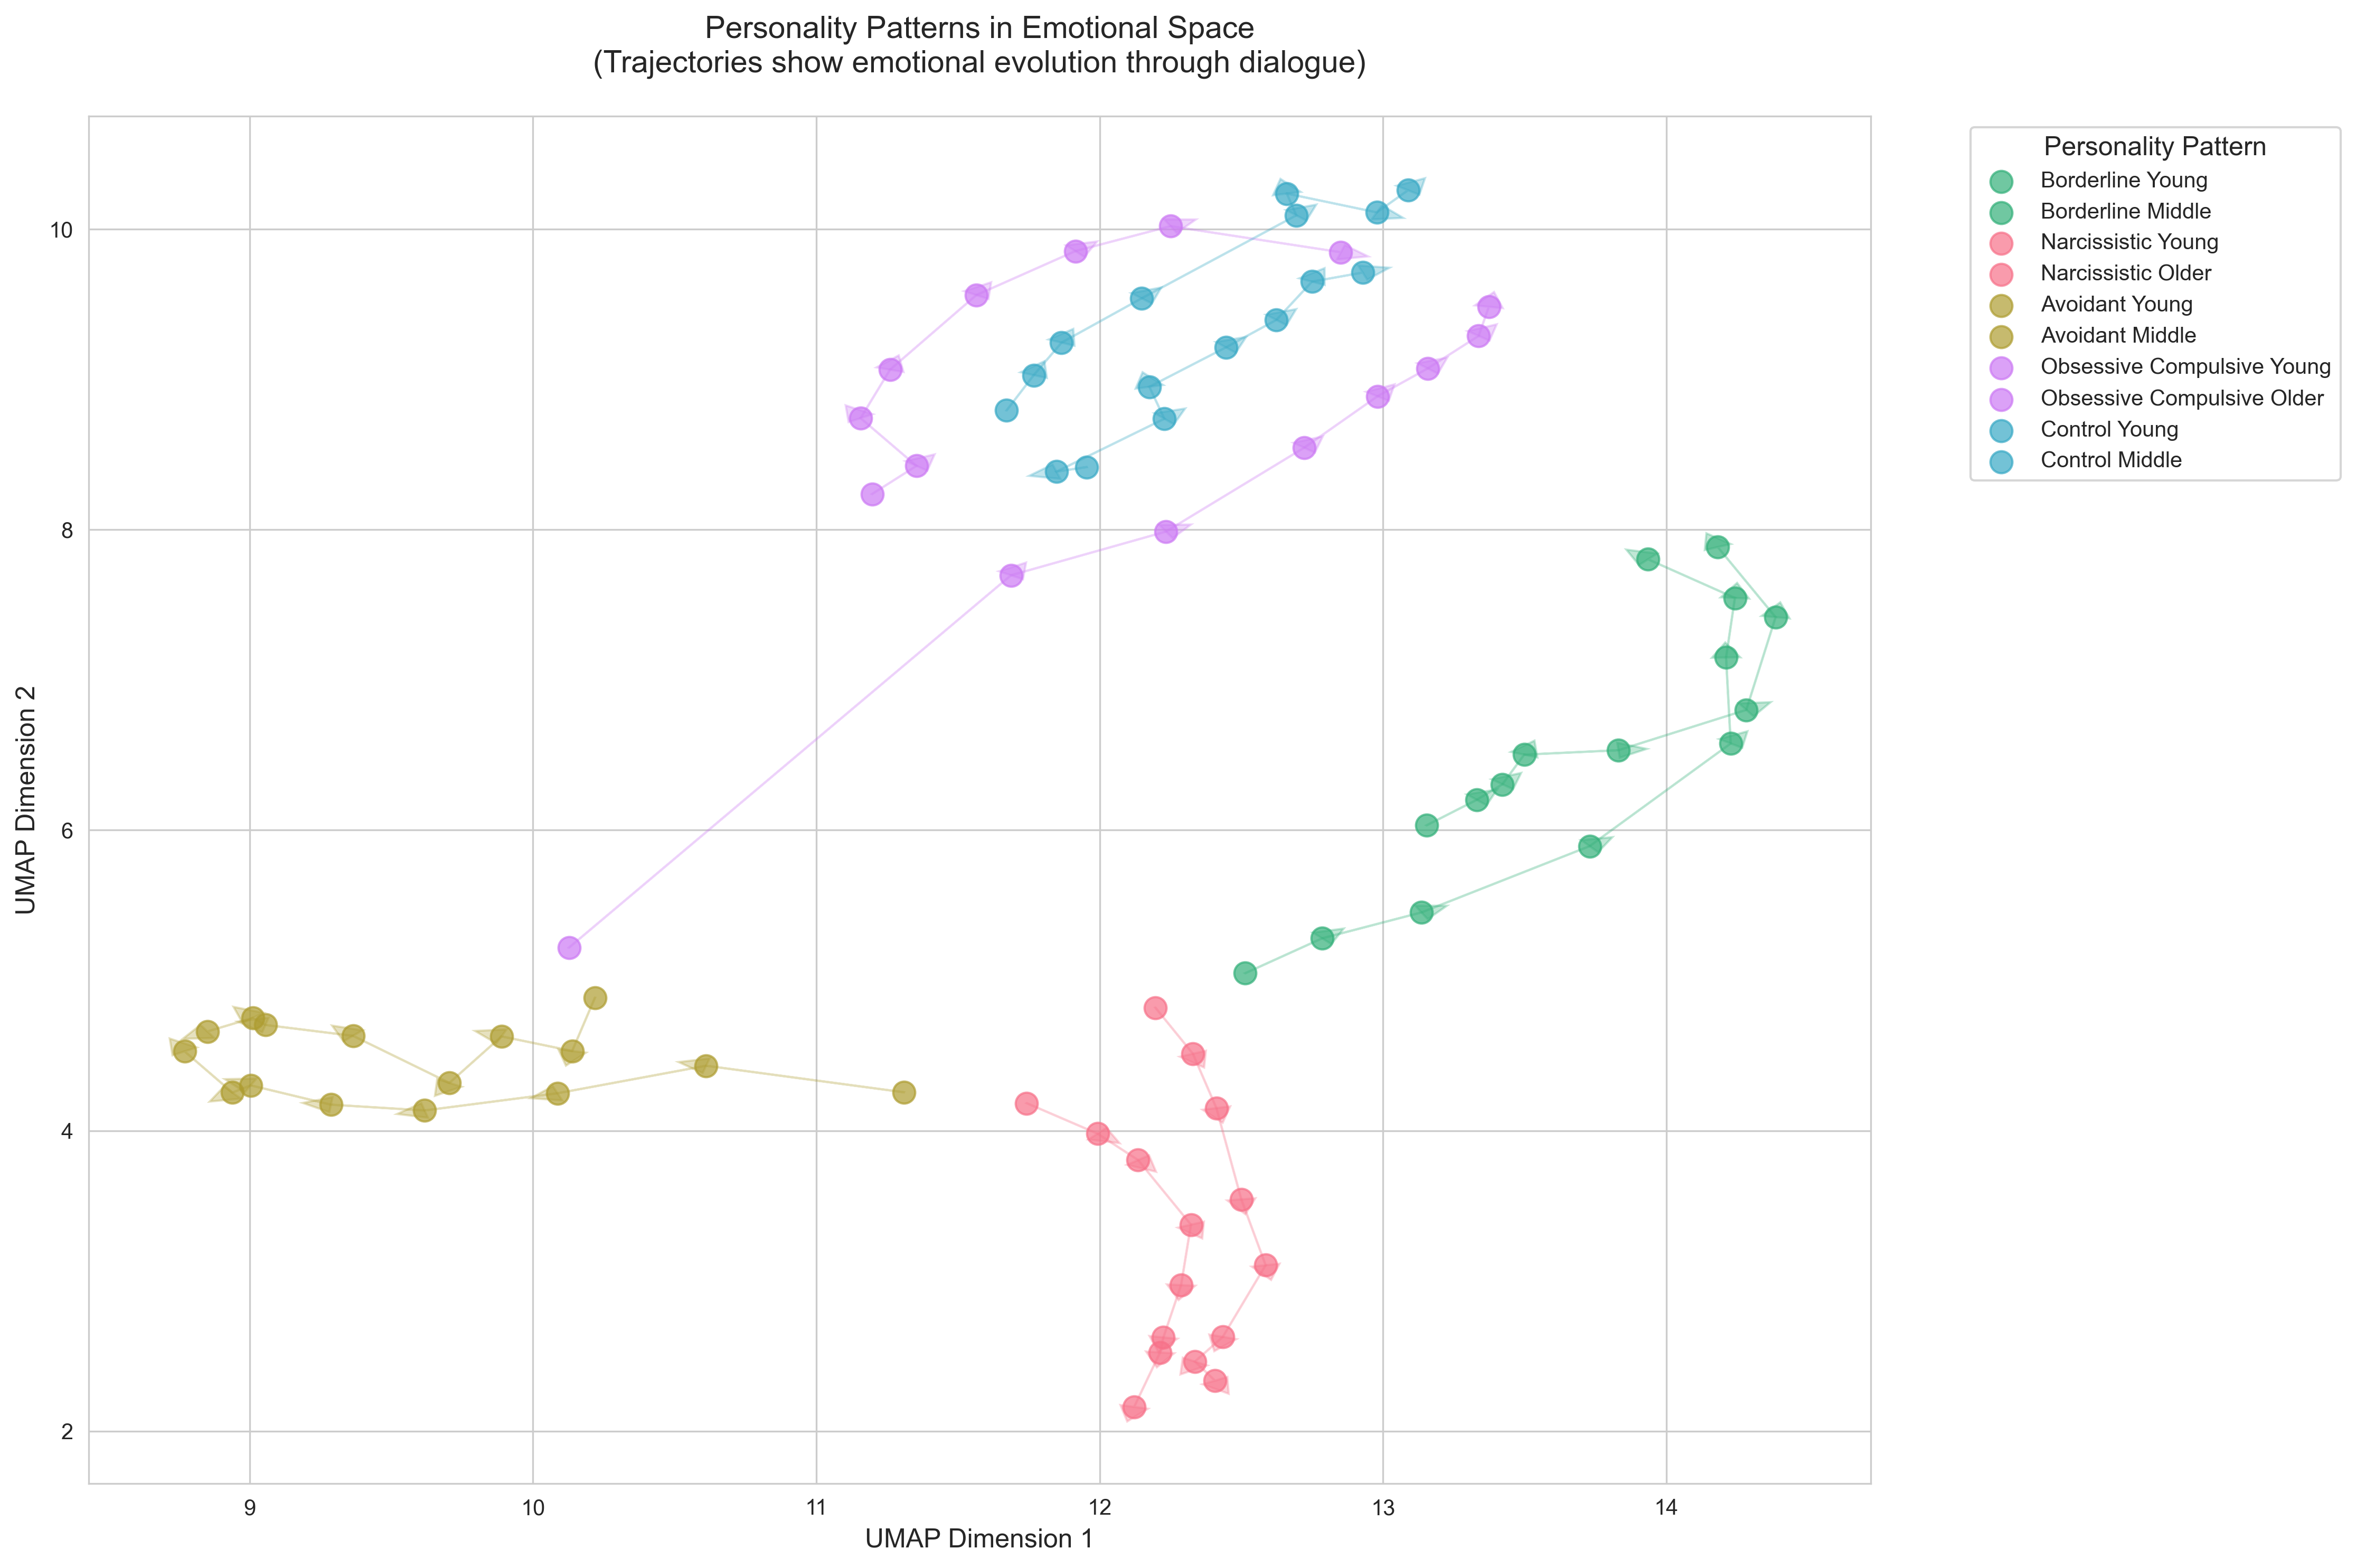 Personality Patterns in Emotional Space
(Trajectories show emotional evolution through dialogue)
Personality Pattern
Borderline Young
Borderline Middle
Narcissistic Young
Narcissistic Older
Avoidant Young
Avoidant Middle
Obsessive Compulsive Young
Obsessive Compulsive Older
Control Young
Control Middle
UMAP Dimension 2
10
8
6
4
2
9
10
11
12
13
14
UMAP Dimension 1